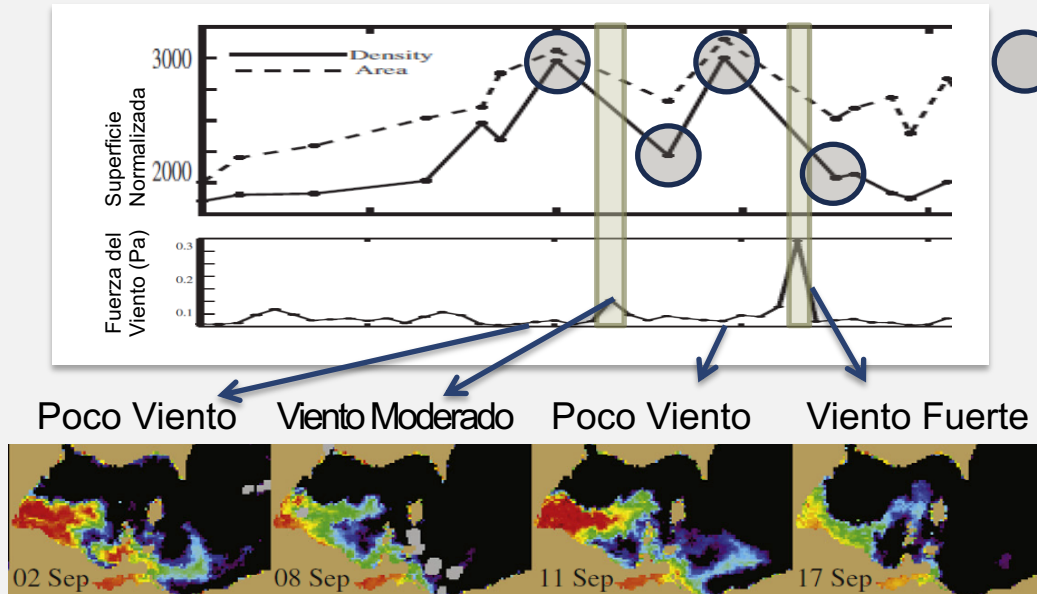 3000
2000
Superficie
Normalizada
Density
Area
0.3
0.2
0.1
Fuerza del
Viento (Pa)
Poco Viento
Viento Moderado
Poco Viento
Viento Fuerte
02 Sep
08 Sep
11 Sep
17 Sep